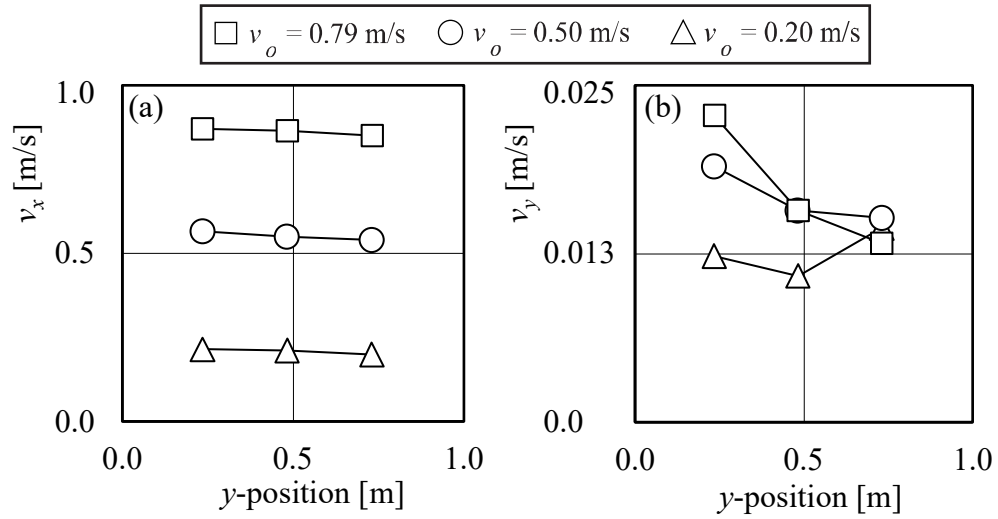 v_o = 0.79 m/s v_o = 0.50 m/s v_o = 0.20 m/s
(a)
1.0
0.5
0.0
v_x [m/s]
0.0 0.5 1.0
y-position [m]
(b)
0.025
0.013
0.0
v_y [m/s]
0.0 0.5 1.0
y-position [m]